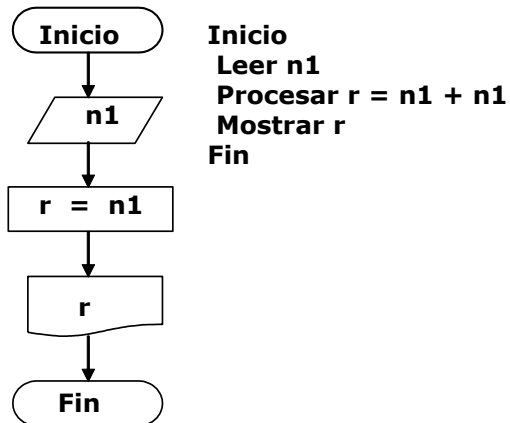 Inicio
n1
r = n1
r
Fin
Inicio
Leer n1
Procesar r = n1 + n1
Mostrar r
Fin